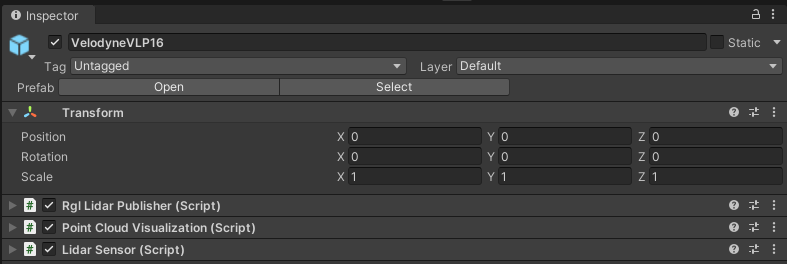 Inspector
VelodyneVLP16 Static
Tag Untagged Layer Default
Prefab Open Select
Transform
Position X 0 Y 0 Z 0
Rotation X 0 Y 0 Z 0
Scale X 1 Y 1 Z 1
# Rgl Lidar Publisher (Script)
# Point Cloud Visualization (Script)
# Lidar Sensor (Script)